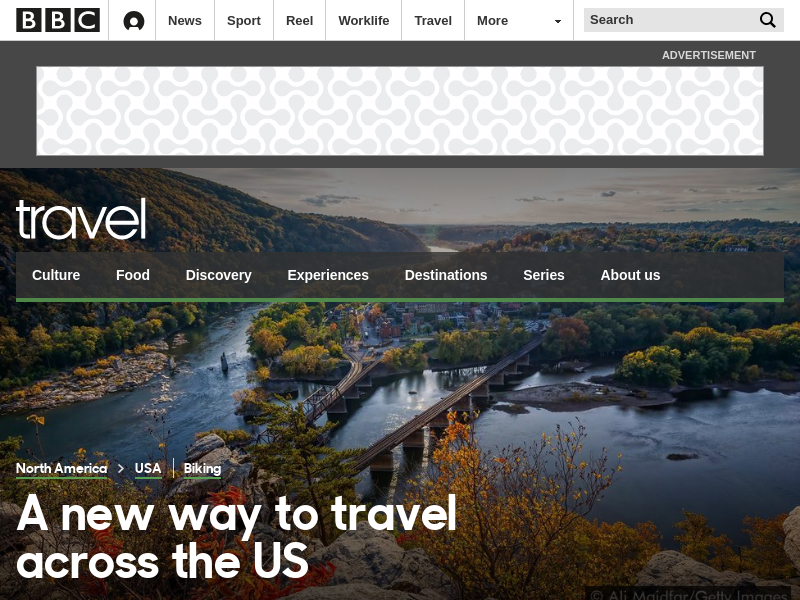 BBC
News
Sport
Reel
Worklife
Travel
More
Search
ADVERTISEMENT
travel
Culture
Food
Discovery
Experiences
Destinations
Series
About us
North America
USA
Biking
A new way to travel
across the US
© Ali Majdfar/Getty Images